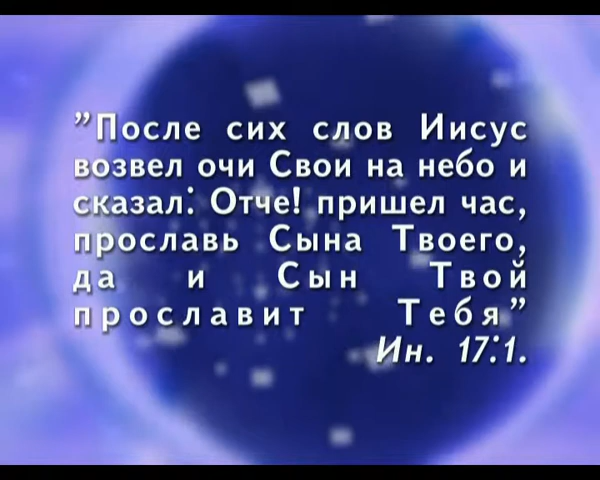 ”После сих слов Иисус
возвел очи Свои на небо и
сказал: Отче! пришел час,
прославь Сына Твоего,
да и Сын Твой
прославит Тебя”
Ин. 17:1.